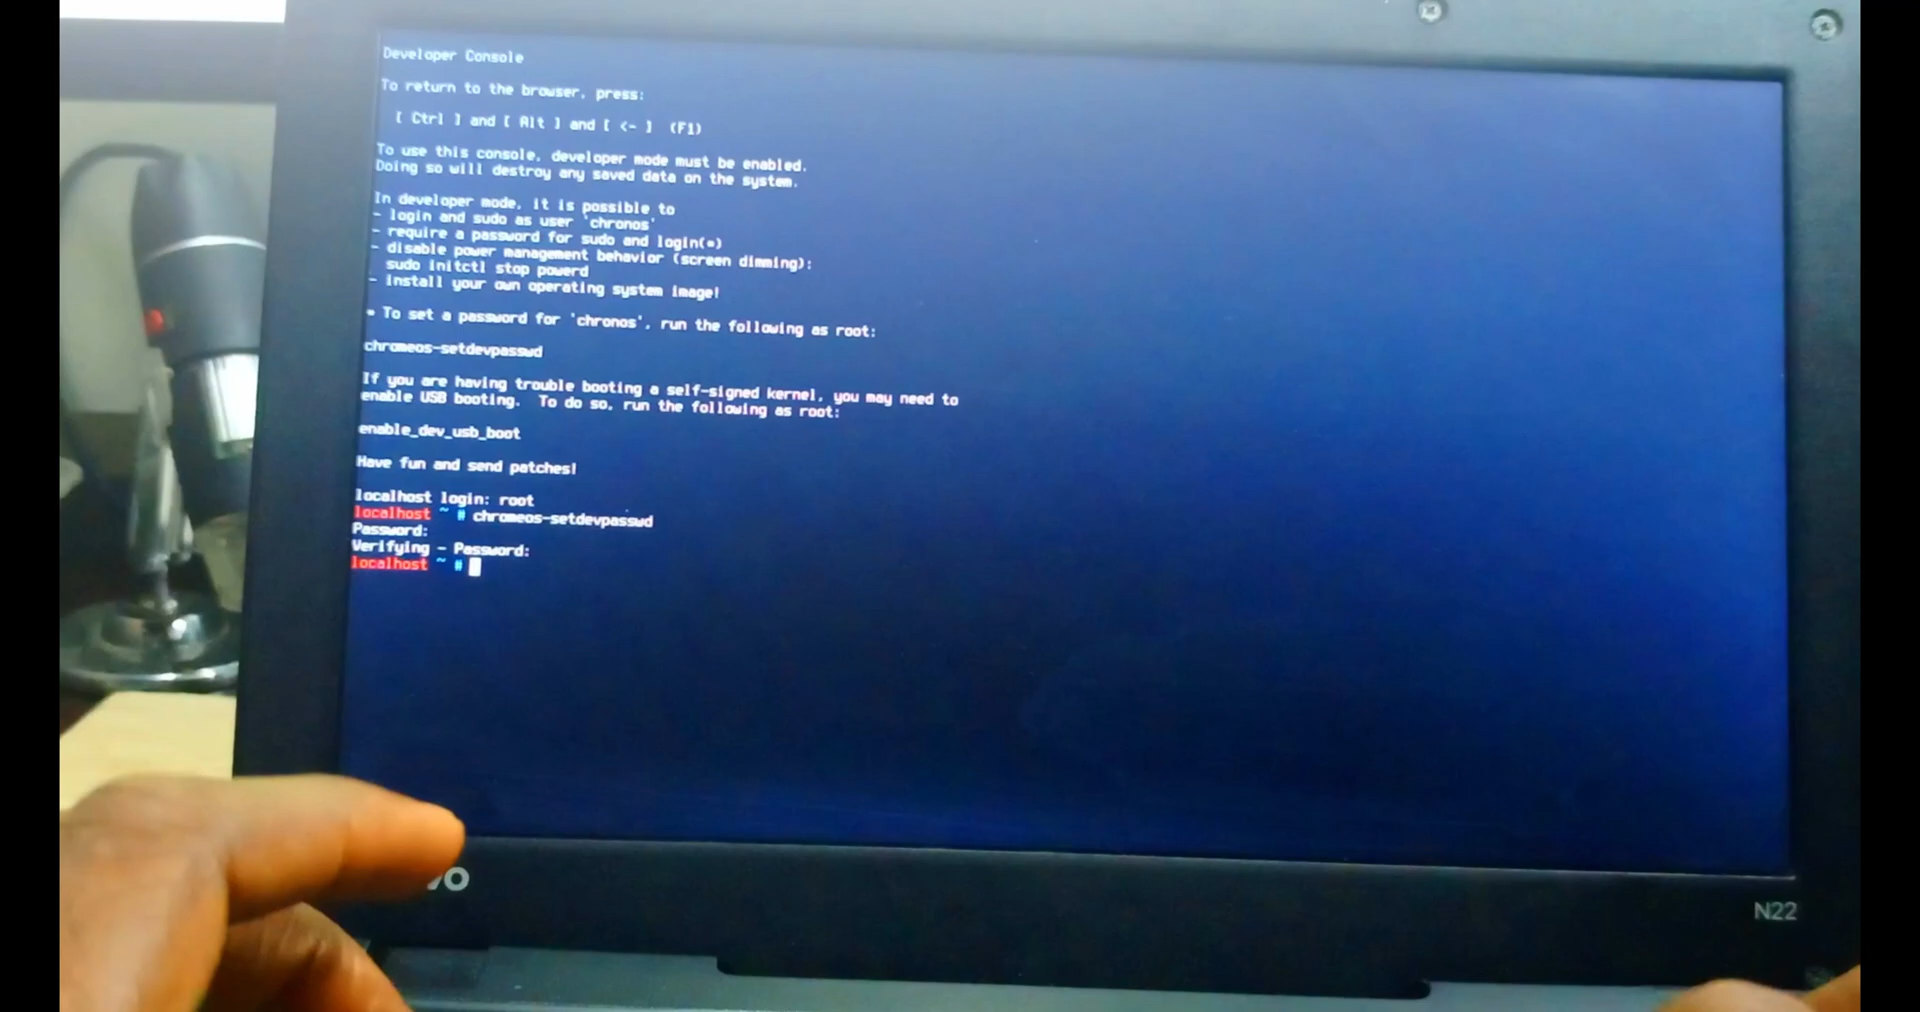 Developer Console
To return to the browser, press:
[ Ctrl ] and [ Alt ] and [ <- ] (F1)
To use this console, developer mode must be enabled.
Doing so will destroy any saved data on the system.
In developer mode, it is possible to
- login and sudo as user 'chronos'
- require a password for sudo and login(*)
- disable power management behavior (screen dimming):
sudo initctl stop powerd
- install your own operating system image!
* To set a password for 'chronos', run the following as root:
chromeos-setdevpasswd
If you are having trouble booting a self-signed kernel, you may need to
enable USB booting. To do so, run the following as root:
enable_dev_usb_boot
Have fun and send patches!
localhost login: root
localhost ~ # chromeos-setdevpasswd
Password:
Verifying - Password:
localhost ~ #
N22